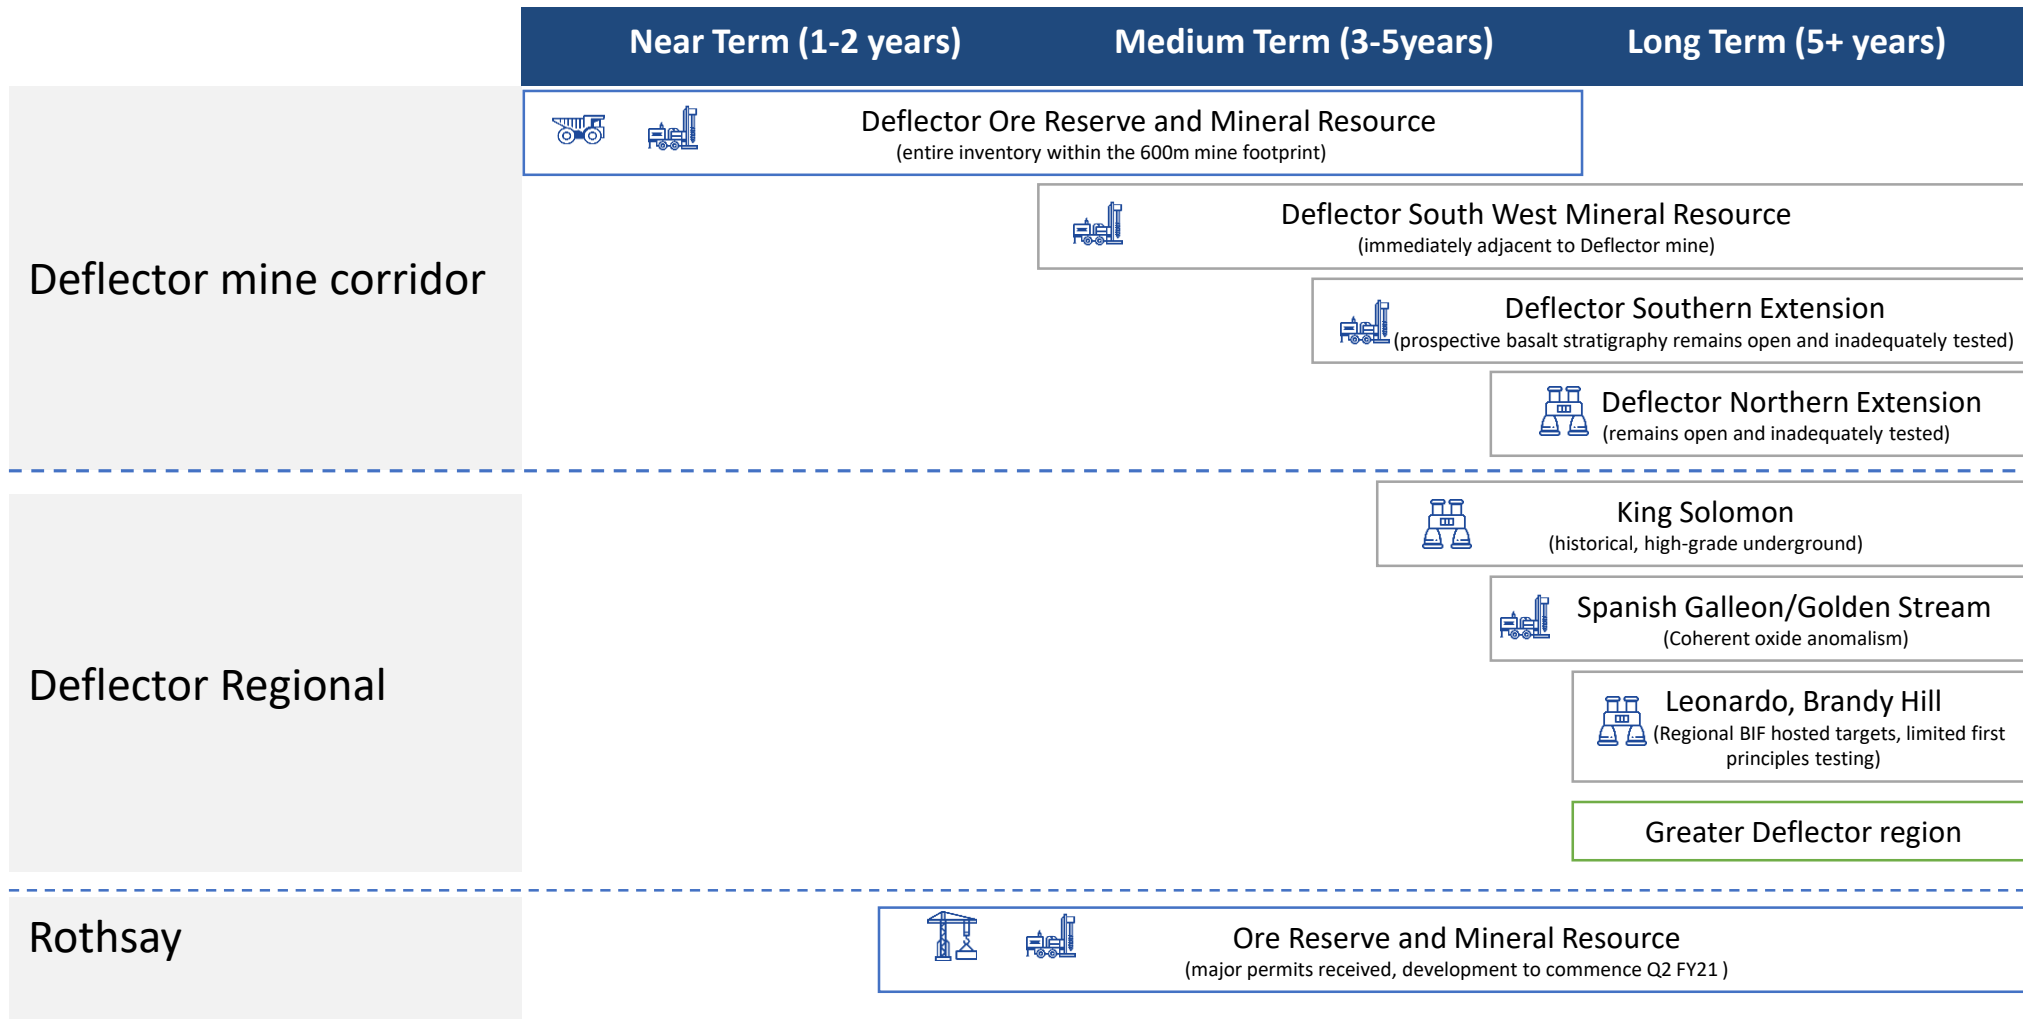 Near Term (1-2 years)
Medium Term (3-5years)
Long Term (5+ years)
Deflector mine corridor
Deflector Ore Reserve and Mineral Resource
(entire inventory within the 600m mine footprint)
Deflector South West Mineral Resource
(immediately adjacent to Deflector mine)
Deflector Southern Extension
(prospective basalt stratigraphy remains open and inadequately tested)
Deflector Northern Extension
(remains open and inadequately tested)
Deflector Regional
King Solomon
(historical, high-grade underground)
Spanish Galleon/Golden Stream
(Coherent oxide anomalism)
Leonardo, Brandy Hill
(Regional BIF hosted targets, limited first
principles testing)
Greater Deflector region
Rothsay
Ore Reserve and Mineral Resource
(major permits received, development to commence Q2 FY21 )